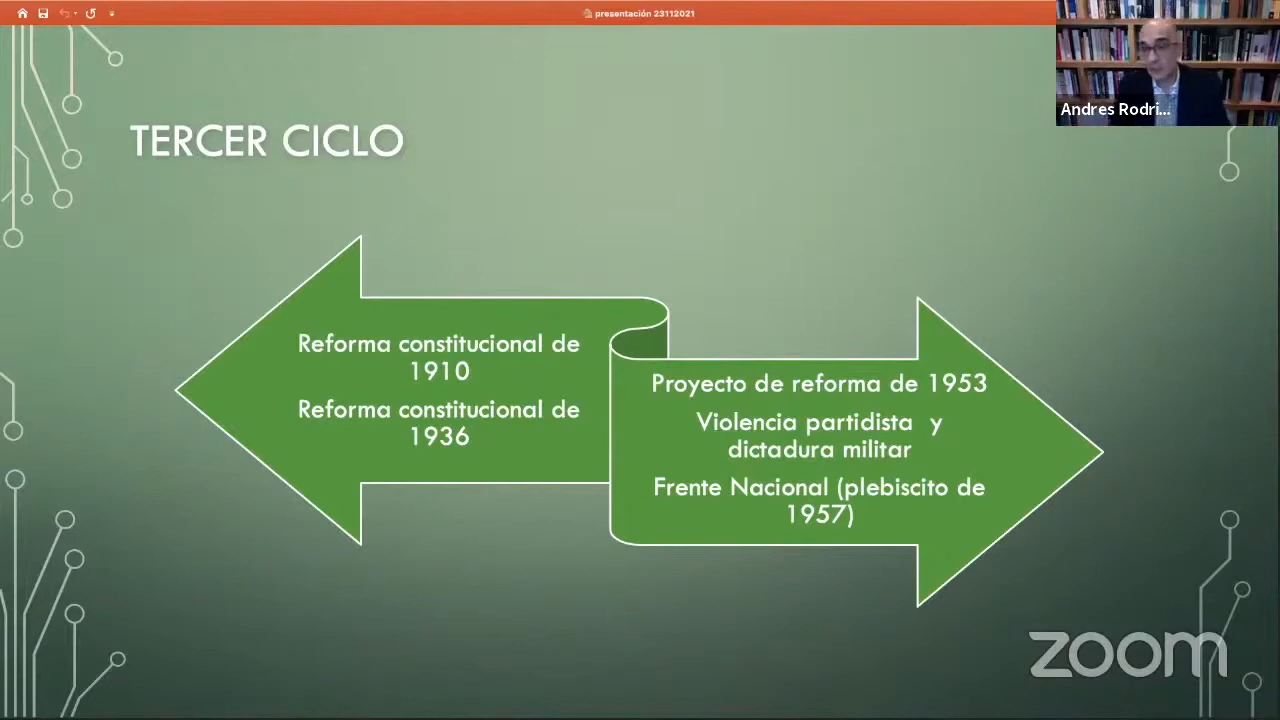 presentación 23112021
Andres Rodri...
TERCER CICLO
Reforma constitucional de
1910
Reforma constitucional de
1936
Proyecto de reforma de 1953
Violencia partidista y
dictadura militar
Frente Nacional (plebiscito de
1957)
zoom